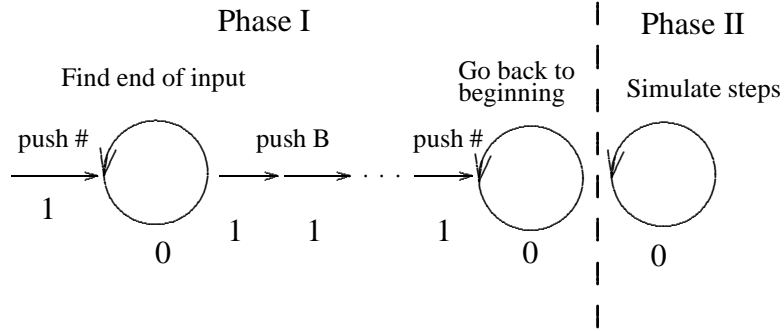 Phase I
Phase II
Find end of input
Go back to
beginning
Simulate steps
push #
push B
push #
. . .
1
0
1
1
1
0
0